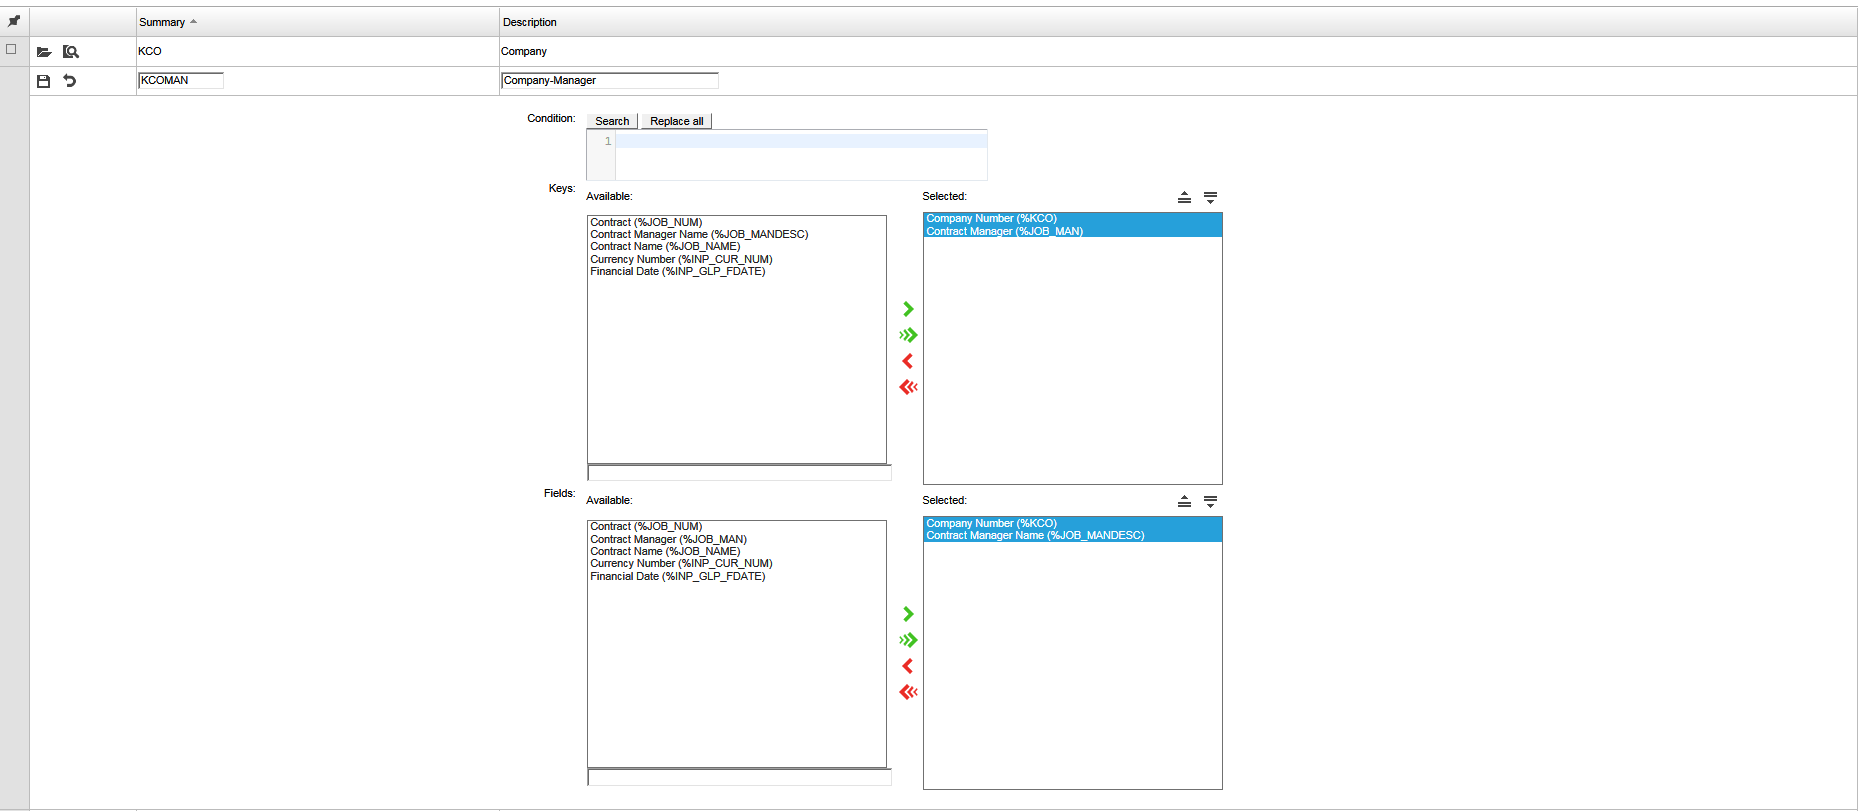 Summary Description
KCO Company
KCOMAN Company-Manager
Condition: Search Replace all
1
Keys: Available: Selected:
Contract (%JOB_NUM)
Contract Manager Name (%JOB_MANDESC)
Contract Name (%JOB_NAME)
Currency Number (%INP_CUR_NUM)
Financial Date (%INP_GLP_FDATE)
Company Number (%KCO)
Contract Manager (%JOB_MAN)
Fields: Available: Selected:
Contract (%JOB_NUM)
Contract Manager (%JOB_MAN)
Contract Name (%JOB_NAME)
Currency Number (%INP_CUR_NUM)
Financial Date (%INP_GLP_FDATE)
Company Number (%KCO)
Contract Manager Name (%JOB_MANDESC)